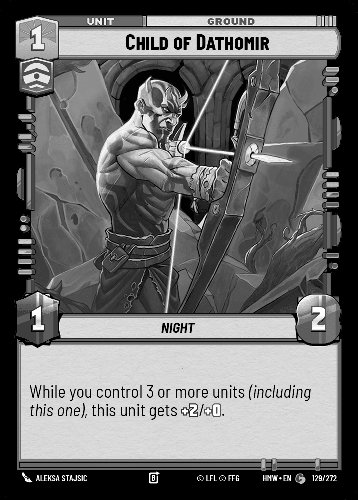 UNIT
GROUND
1
CHILD OF DATHOMIR
1
NIGHT
2
While you control 3 or more units (including
this one), this unit gets +2/+0.
ALEKSA STAJSIC
© LFL © FFG
HMW • EN
129/272